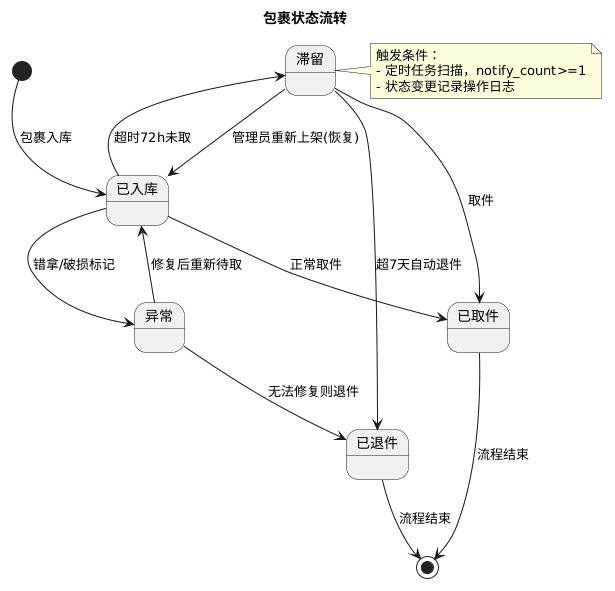 包裹状态流转
滞留
触发条件：
- 定时任务扫描，notify_count>=1
- 状态变更记录操作日志
包裹入库
超时72h未取
管理员重新上架(恢复)
已入库
取件
错拿/破损标记
修复后重新待取
正常取件
超7天自动退件
异常
已取件
无法修复则退件
已退件
流程结束
流程结束